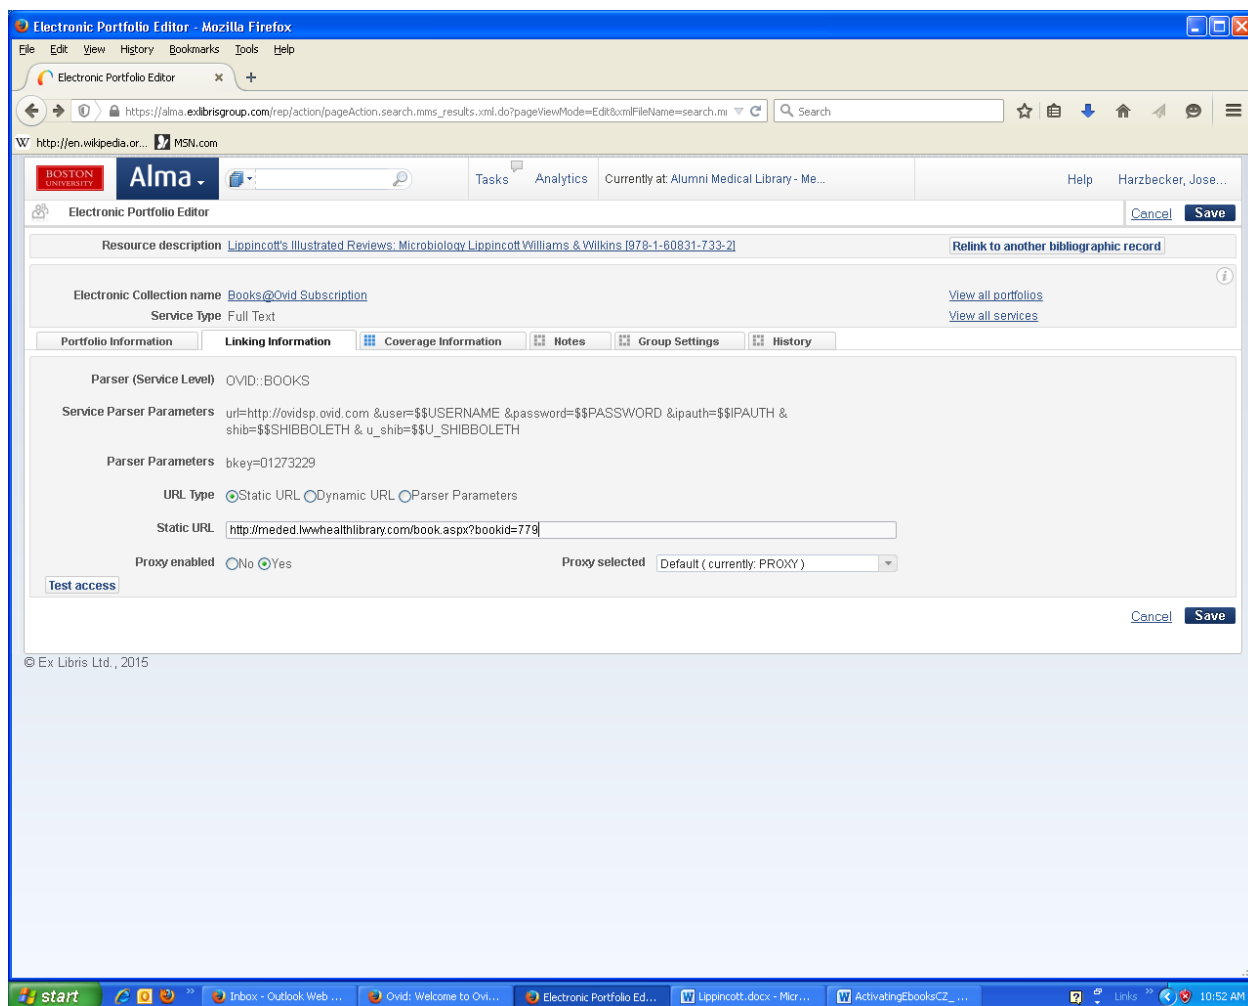 Electronic Portfolio Editor - Mozilla Firefox
File Edit View History Bookmarks Tools Help
Electronic Portfolio Editor × +
https://alma.exlibrisgroup.com/rep/action/pageAction.search.mms_results.xml.do?pageViewMode=Edit&xmlFileName=search.m Search
W http://en.wikipedia.or... MSN.com
BOSTON UNIVERSITY Alma Tasks Analytics Currently at: Alumni Medical Library - Me... Help Harzbecker, Jose...
Electronic Portfolio Editor Cancel Save
Resource description Lippincott's Illustrated Reviews: Microbiology Lippincott Williams & Wilkins [978-1-60831-733-2] Relink to another bibliographic record
Electronic Collection name Books@Ovid Subscription View all portfolios
Service Type Full Text View all services
Portfolio Information Linking Information Coverage Information Notes Group Settings History
Parser (Service Level) OVID::BOOKS
Service Parser Parameters url=http://ovidsp.ovid.com &user=$$USERNAME &password=$$PASSWORD &ipauth=$$IPAUTH &
shib=$$SHIBBOLETH & u_shib=$$U_SHIBBOLETH
Parser Parameters bkey=01273229
URL Type Static URL Dynamic URL Parser Parameters
Static URL http://meded.lwwhealthlibrary.com/book.aspx?bookid=779
Proxy enabled No Yes Proxy selected Default ( currently: PROXY )
Test access
Cancel Save
© Ex Libris Ltd., 2015
start Inbox - Outlook Web ... Ovid: Welcome to Ovi... Electronic Portfolio Ed... Lippincott.docx - Micr... ActivatingEbooksCZ_ ... Links 10:52 AM